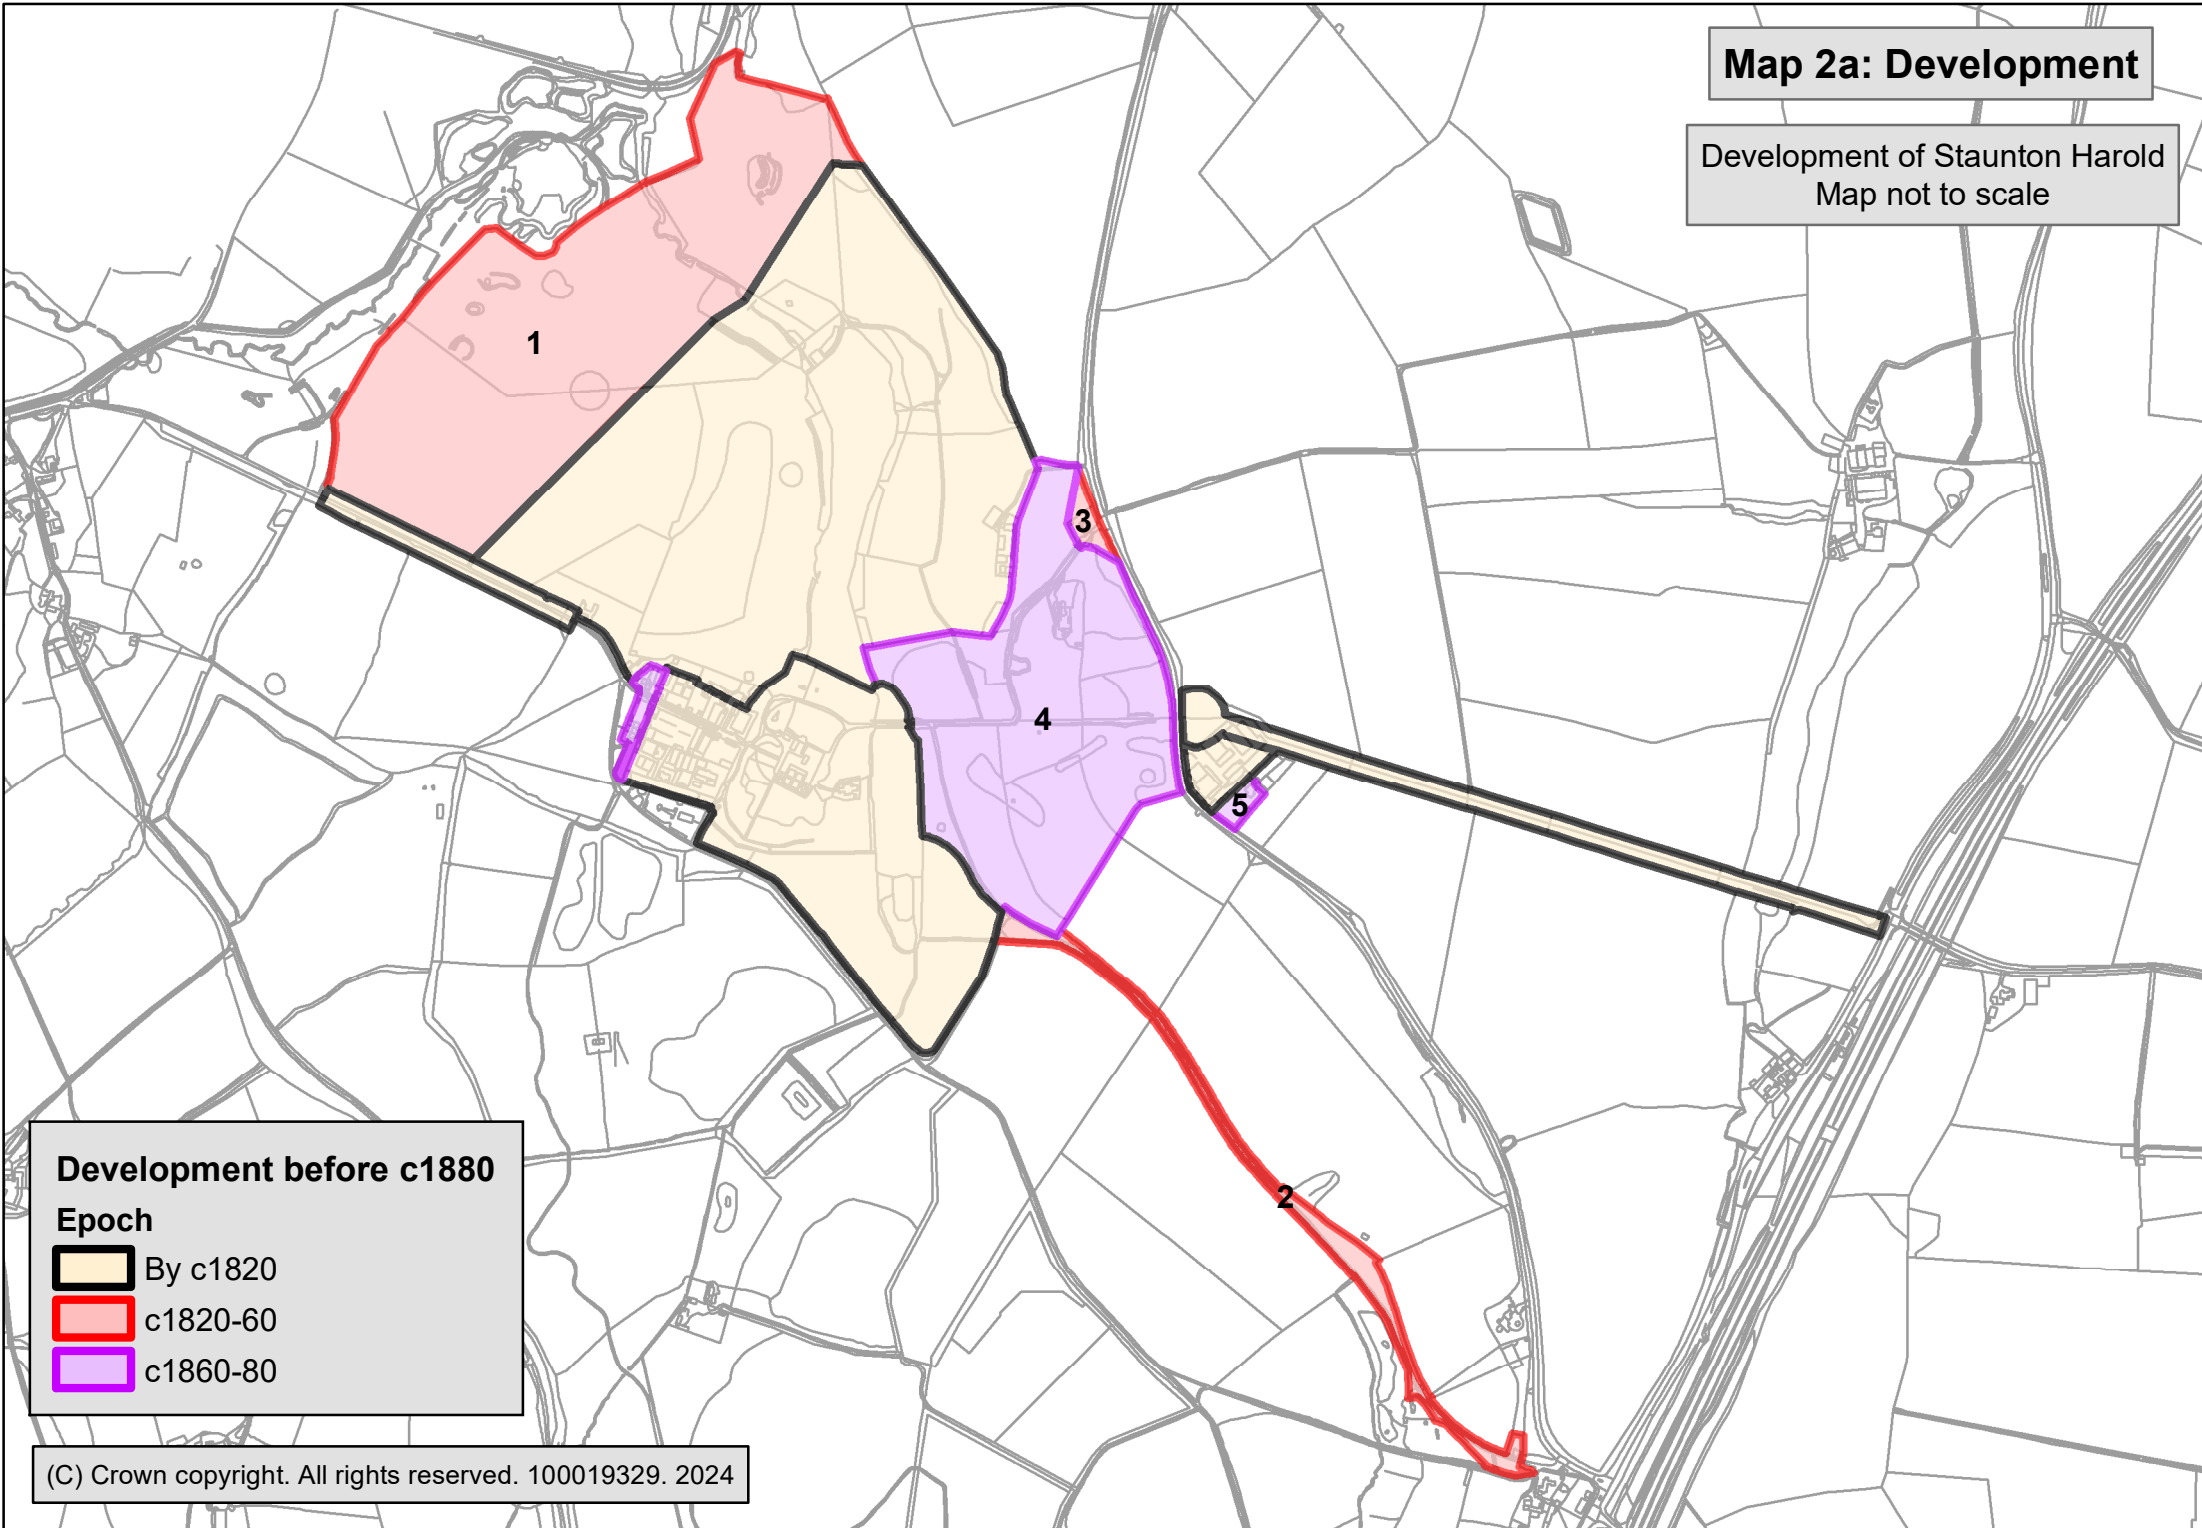 Map 2a: Development
Development of Staunton Harold
Map not to scale
1
3
4
5
2
Development before c1880
Epoch
By c1820
c1820-60
c1860-80
(C) Crown copyright. All rights reserved. 100019329. 2024